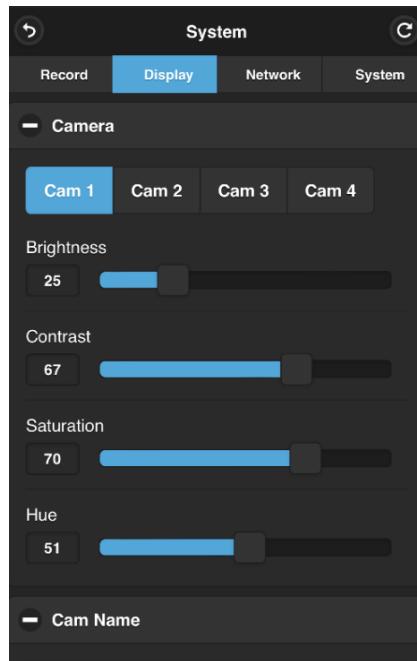 System
Record Display Network System
Camera
Cam 1 Cam 2 Cam 3 Cam 4
Brightness
25
Contrast
67
Saturation
70
Hue
51
Cam Name